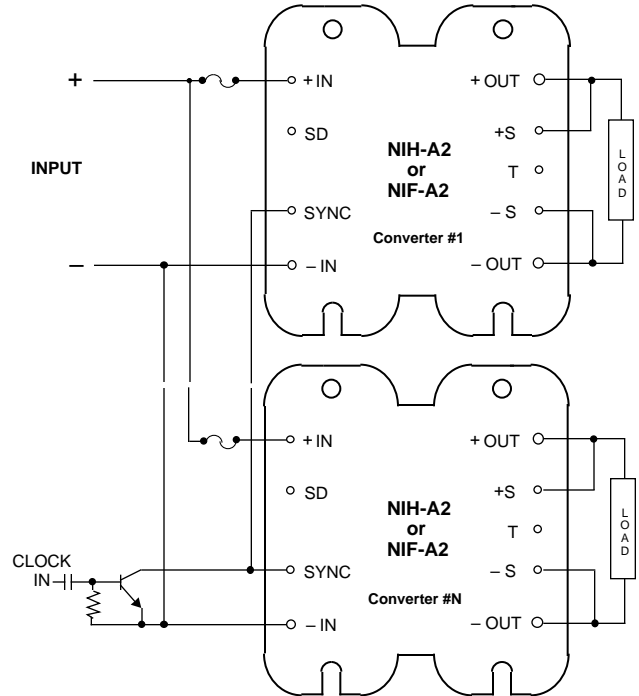 +
+ IN
+ OUT
SD
+S
INPUT
NIH-A2
or
NIF-A2
T
LOAD
SYNC
– S
Converter #1
–
– IN
– OUT
+ IN
+ OUT
SD
+S
NIH-A2
or
NIF-A2
T
LOAD
CLOCK
IN
SYNC
– S
Converter #N
– IN
– OUT